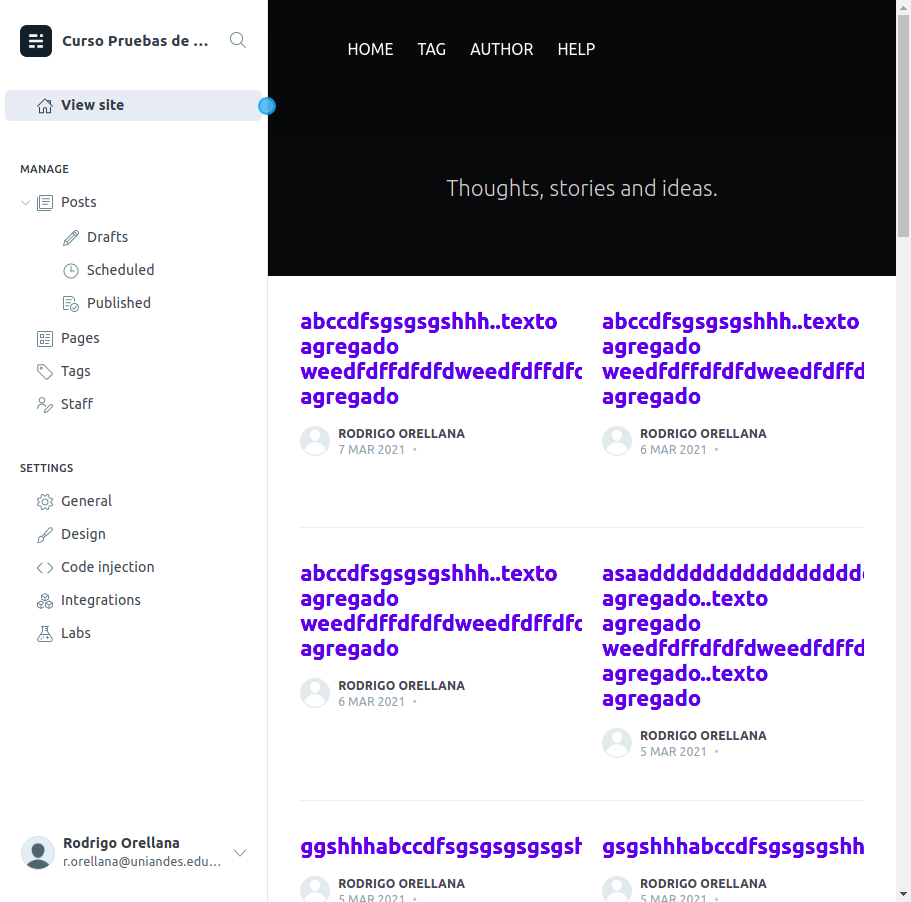 Curso Pruebas de ...
View site
MANAGE
Posts
Drafts
Scheduled
Published
Pages
Tags
Staff
SETTINGS
General
Design
Code injection
Integrations
Labs
Rodrigo Orellana
r.orellana@uniandes.edu...
HOME TAG AUTHOR HELP
Thoughts, stories and ideas.
abccdfsgsgsgshhh..texto
agregado
weedfdffdfdfdweedfdffdfd
agregado
RODRIGO ORELLANA
7 MAR 2021 •
abccdfsgsgsgshhh..texto
agregado
weedfdffdfdfdweedfdffd
agregado
RODRIGO ORELLANA
6 MAR 2021 •
abccdfsgsgsgshhh..texto
agregado
weedfdffdfdfdweedfdffdfd
agregado
RODRIGO ORELLANA
6 MAR 2021 •
asaadddddddddddddddd
agregado..texto
agregado
weedfdffdfdfdweedfdffd
agregado..texto
agregado
RODRIGO ORELLANA
5 MAR 2021 •
ggshhhabccdfsgsgsgsgsgsh
RODRIGO ORELLANA
5 MAR 2021 •
gsgshhhabccdfsgsgsgshh
RODRIGO ORELLANA
5 MAR 2021 •